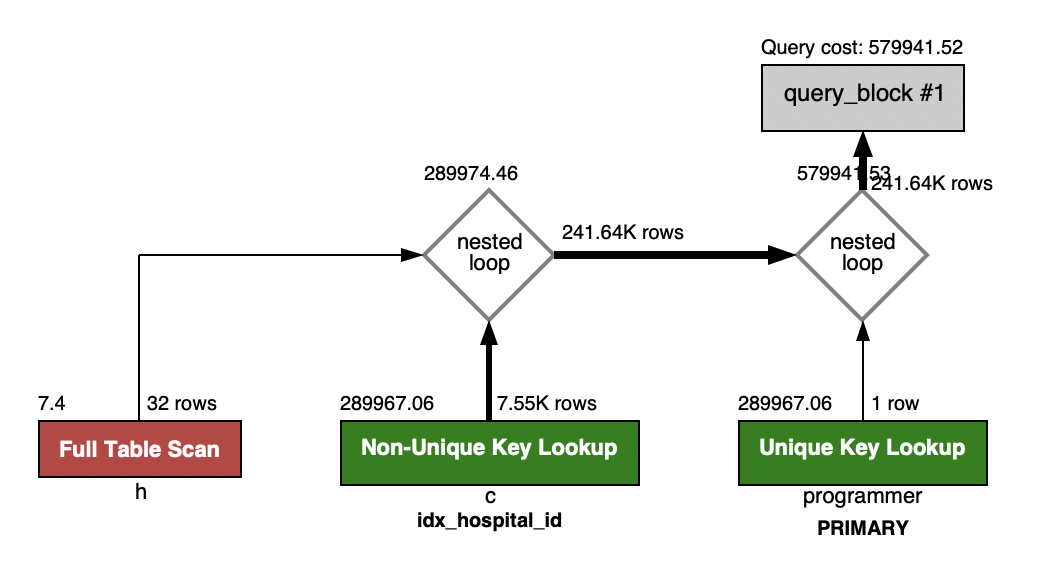 Query cost: 579941.52
query_block #1
289974.46
579941.53
241.64K rows
nested
loop
241.64K rows
nested
loop
7.4
32 rows
289967.06
7.55K rows
289967.06
1 row
Full Table Scan
Non-Unique Key Lookup
Unique Key Lookup
h
c
programmer
idx_hospital_id
PRIMARY